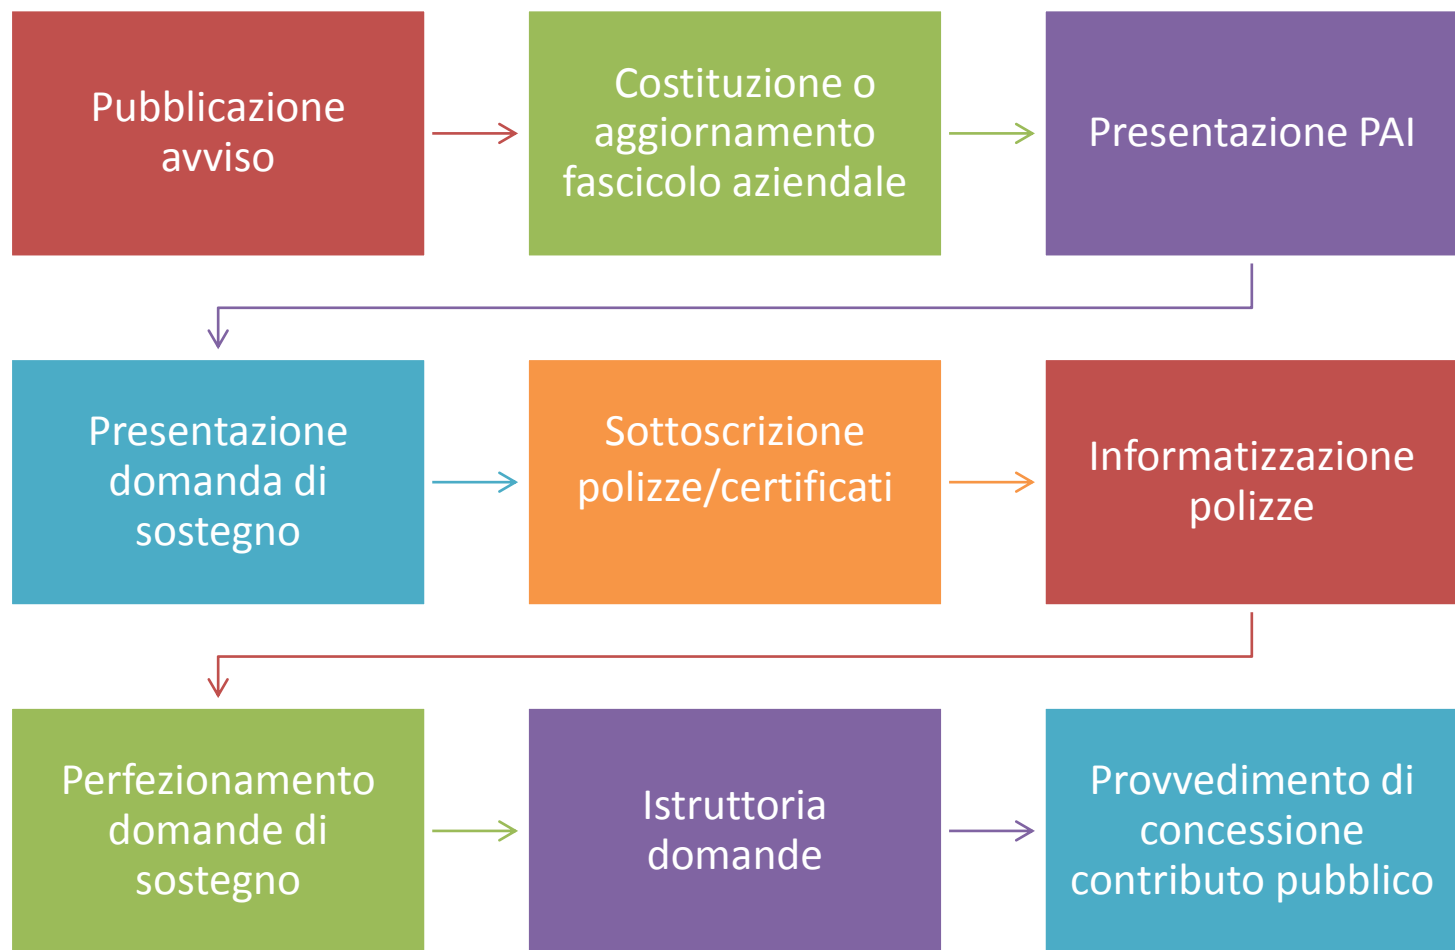 Pubblicazione
avviso
Costituzione o
aggiornamento
fascicolo aziendale
Presentazione PAI
Presentazione
domanda di
sostegno
Sottoscrizione
polizze/certificati
Informatizzazione
polizze
Perfezionamento
domande di
sostegno
Istruttoria
domande
Provvedimento di
concessione
contributo pubblico